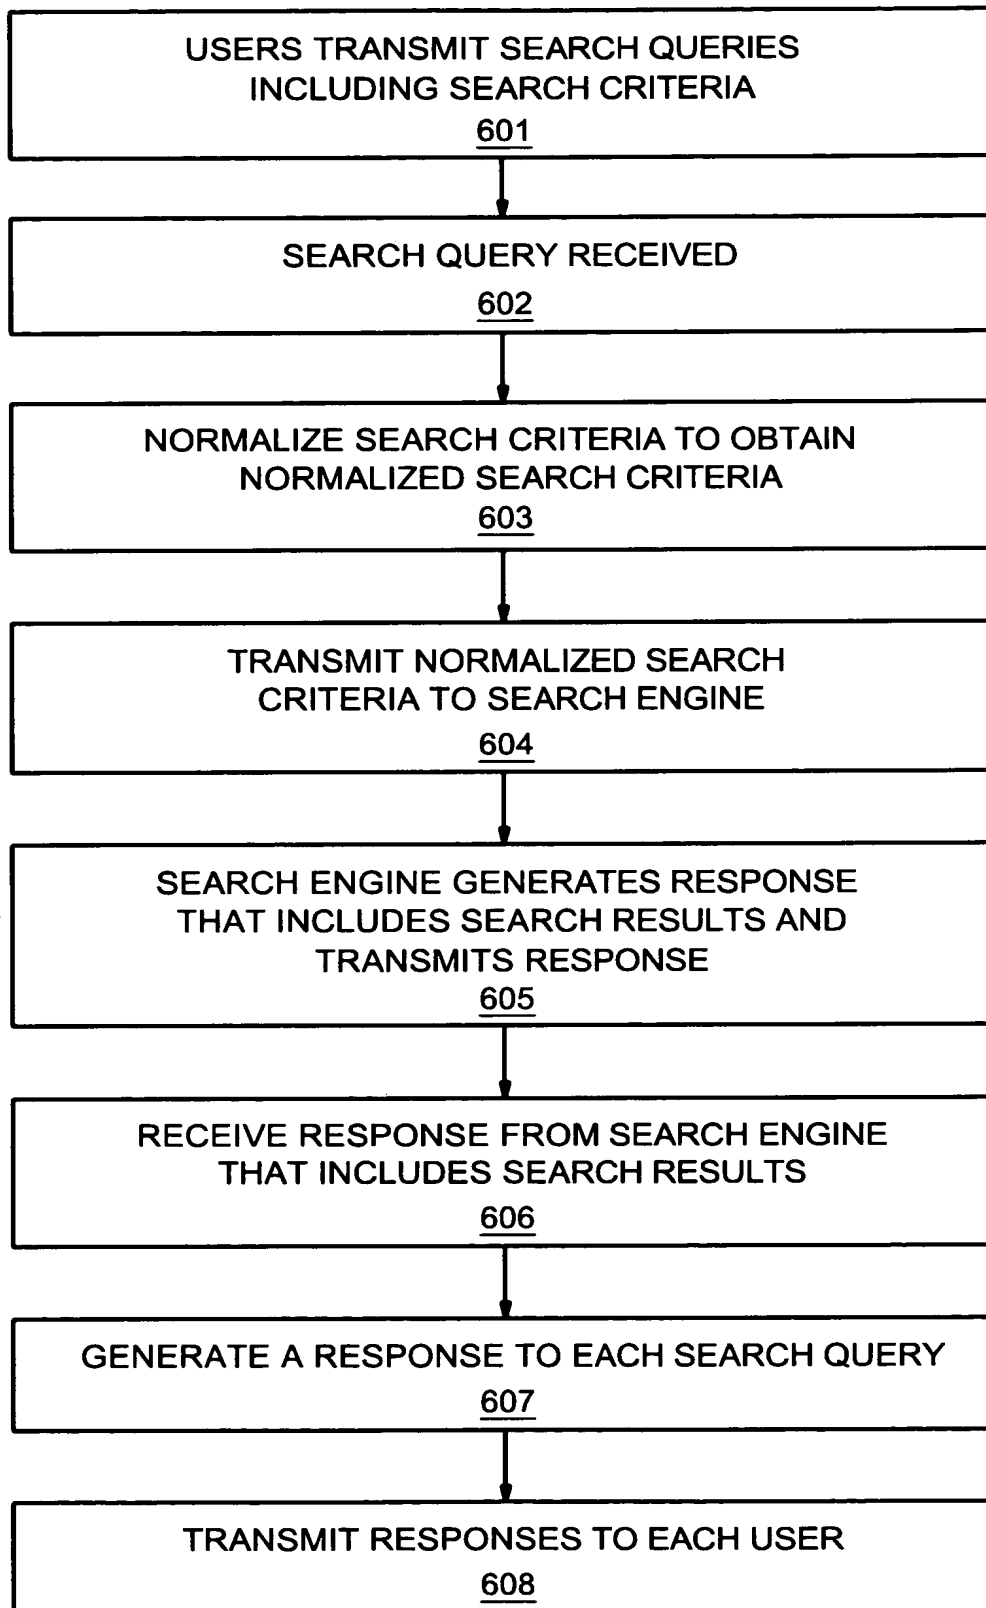 USERS TRANSMIT SEARCH QUERIES
INCLUDING SEARCH CRITERIA
601
SEARCH QUERY RECEIVED
602
NORMALIZE SEARCH CRITERIA TO OBTAIN
NORMALIZED SEARCH CRITERIA
603
TRANSMIT NORMALIZED SEARCH
CRITERIA TO SEARCH ENGINE
604
SEARCH ENGINE GENERATES RESPONSE
THAT INCLUDES SEARCH RESULTS AND
TRANSMITS RESPONSE
605
RECEIVE RESPONSE FROM SEARCH ENGINE
THAT INCLUDES SEARCH RESULTS
606
GENERATE A RESPONSE TO EACH SEARCH QUERY
607
TRANSMIT RESPONSES TO EACH USER
608